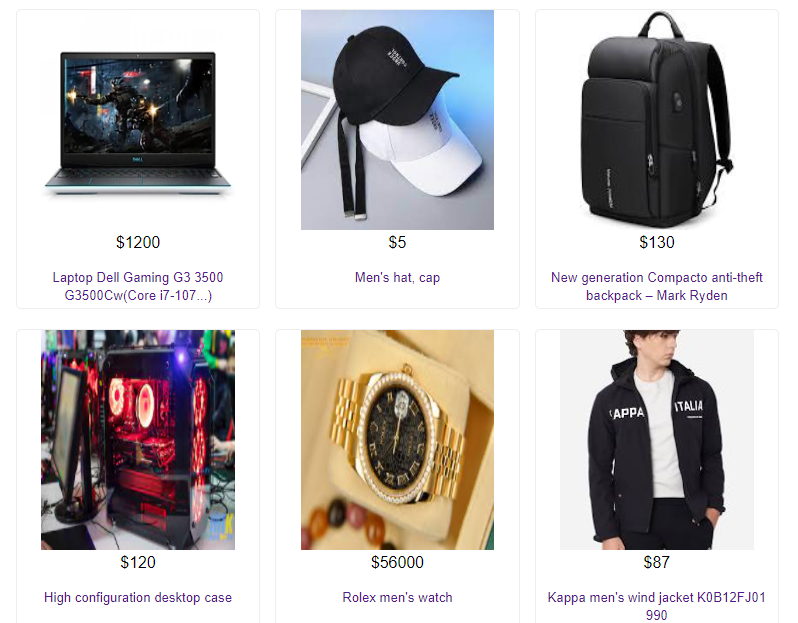 DELL
$1200
Laptop Dell Gaming G3 3500
G3500Cw(Core i7-107...)
$5
Men's hat, cap
$130
New generation Compacto anti-theft
backpack – Mark Ryden
KAPPA ITALIA
$120
High configuration desktop case
$56000
Rolex men's watch
$87
Kappa men's wind jacket K0B12FJ01
990